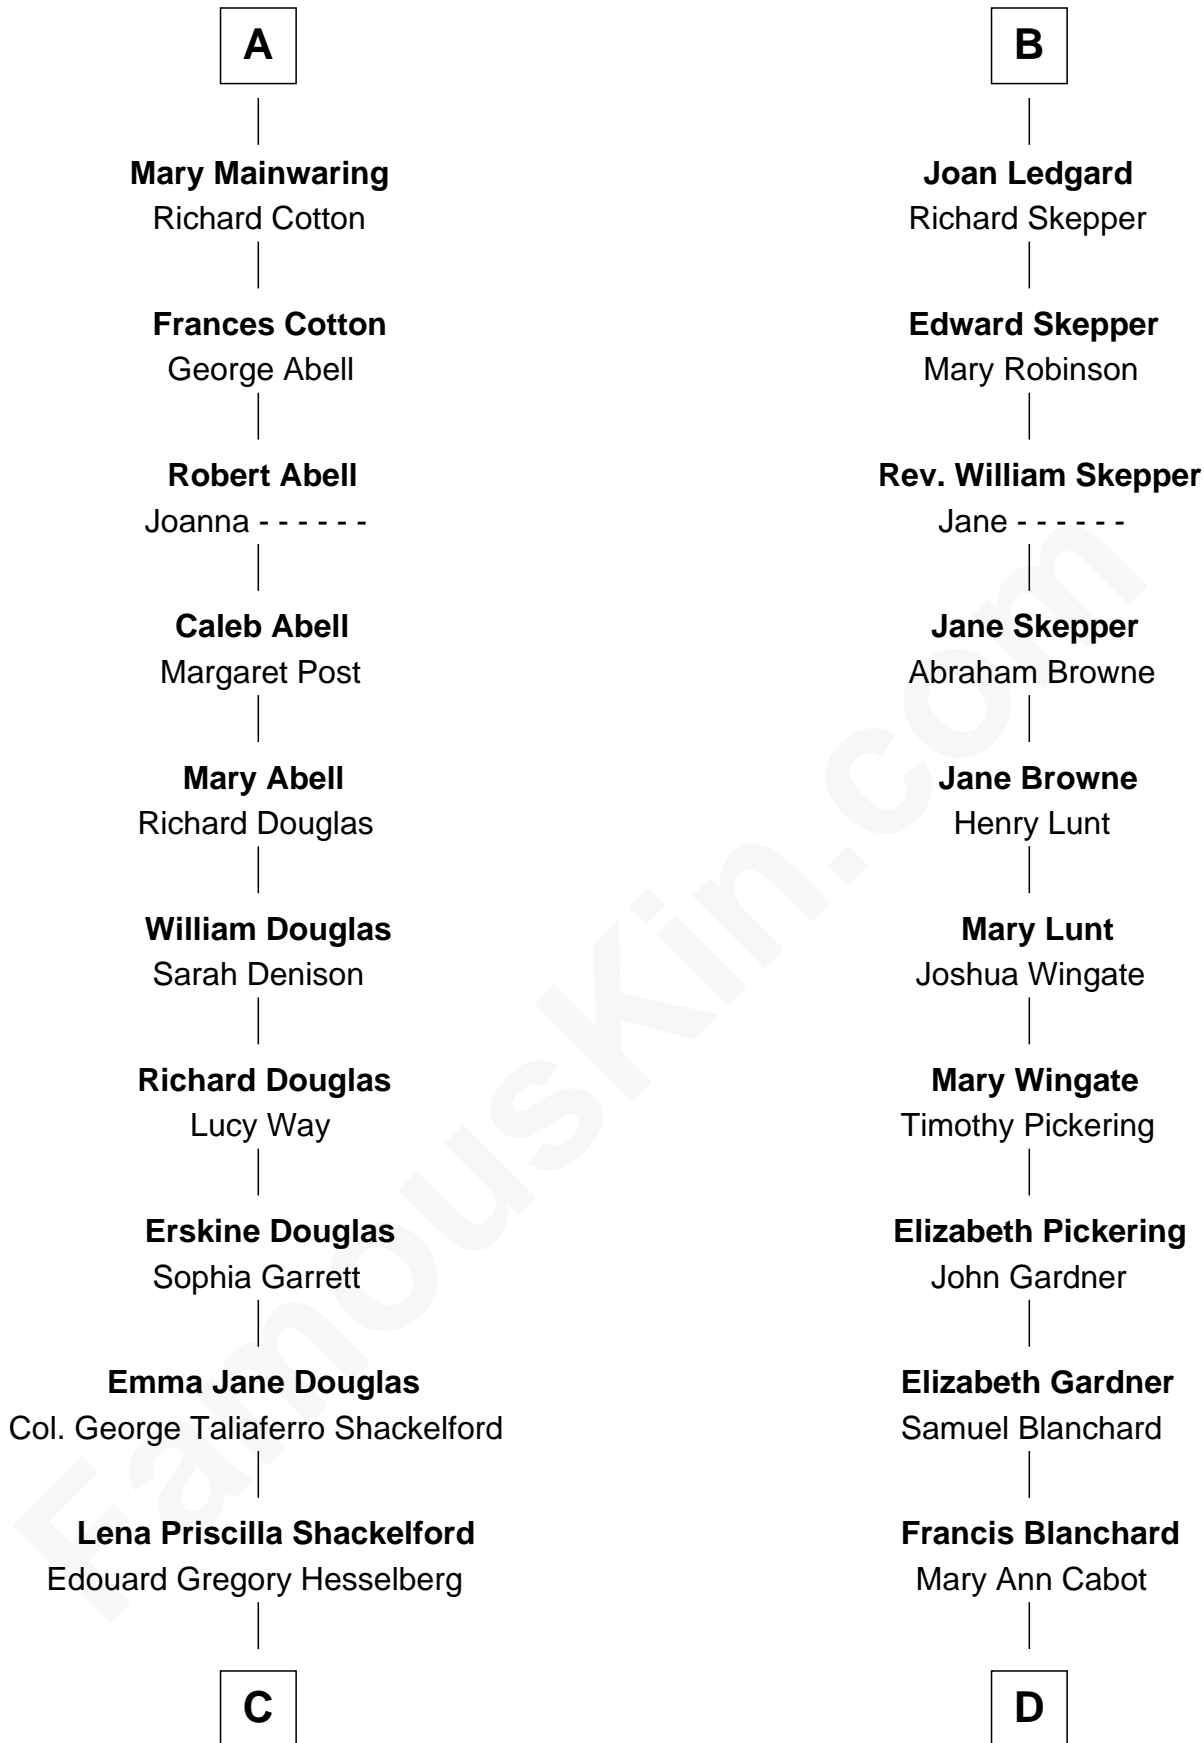 A
Mary Mainwaring
Richard Cotton
Frances Cotton
George Abell
Robert Abell
Joanna - - - - - -
Caleb Abell
Margaret Post
Mary Abell
Richard Douglas
William Douglas
Sarah Denison
Richard Douglas
Lucy Way
Erskine Douglas
Sophia Garrett
Emma Jane Douglas
Col. George Taliaferro Shackelford
Lena Priscilla Shackelford
Edouard Gregory Hesselberg
C
B
Joan Ledgard
Richard Skepper
Edward Skepper
Mary Robinson
Rev. William Skepper
Jane - - - - - -
Jane Skepper
Abraham Browne
Jane Browne
Henry Lunt
Mary Lunt
Joshua Wingate
Mary Wingate
Timothy Pickering
Elizabeth Pickering
John Gardner
Elizabeth Gardner
Samuel Blanchard
Francis Blanchard
Mary Ann Cabot
D
FamousKin.com